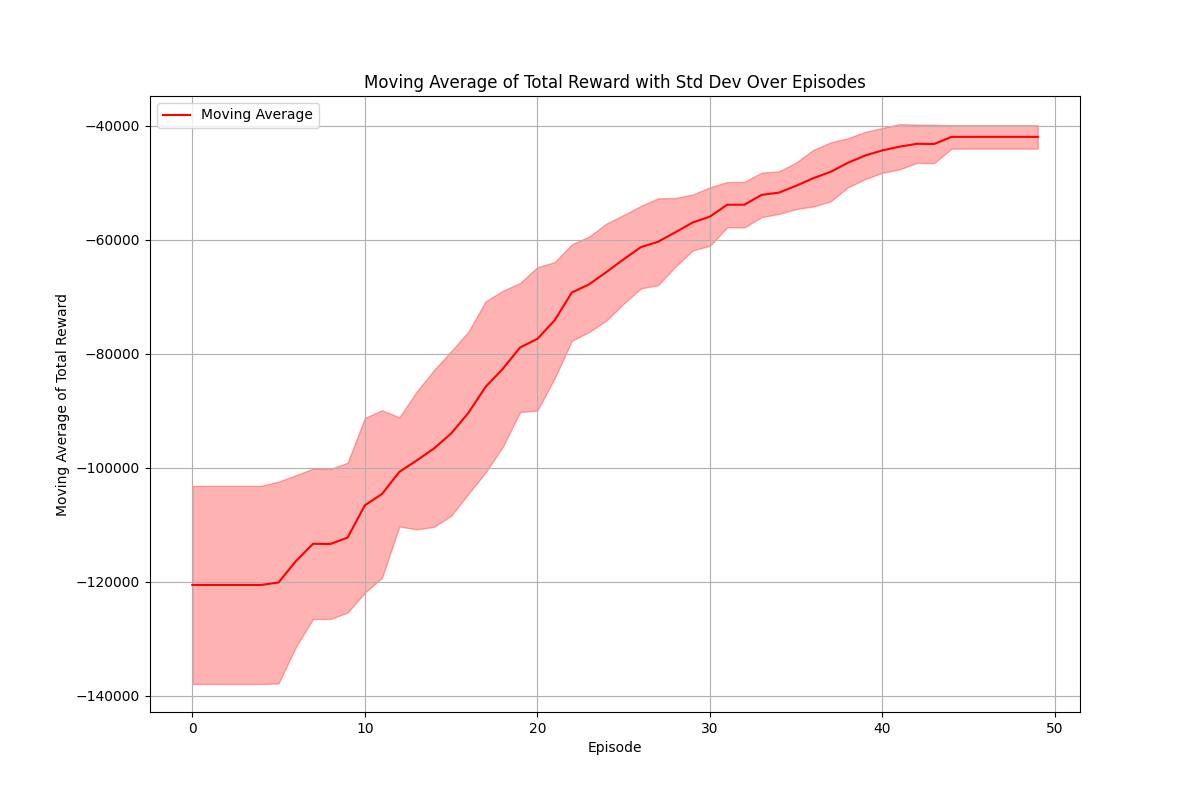 Moving Average of Total Reward with Std Dev Over Episodes
Moving Average
−40000
−60000
−80000
−100000
−120000
−140000
Moving Average of Total Reward
0 10 20 30 40 50
Episode